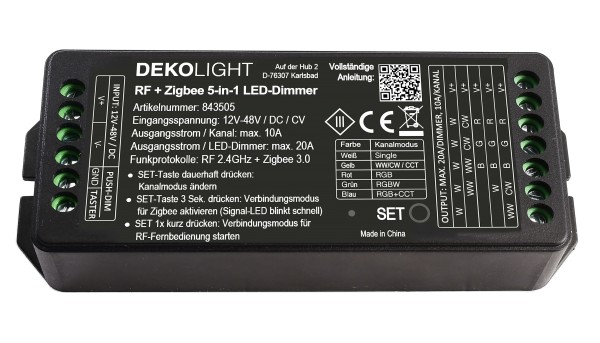 DEKOLIGHT
Auf der Hub 2
D-76307 Karlsbad
Vollständige
Anleitung:
RF + Zigbee 5-in-1 LED-Dimmer
Artikelnummer: 843505
Eingangsspannung: 12V-48V / DC / CV
Ausgangsstrom / Kanal: max. 10A
Ausgangsstrom / LED-Dimmer: max. 20A
Funkprotokolle: RF 2.4GHz + Zigbee 3.0
• SET-Taste dauerhaft drücken:
Kanalmodus ändern
• SET-Taste 3 Sek. drücken: Verbindungsmodus
für Zigbee aktivieren (Signal-LED blinkt schnell)
• SET 1x kurz drücken: Verbindungsmodus für
RF-Fernbedienung starten
INPUT: 12V-48V / DC
V+
V-
PUSH-DIM
GND TASTER
III
CE
Farbe Kanalmodus
Weiß Single
Gelb WW/CW / CCT
Rot RGB
Grün RGBW
Blau RGB+CCT
SET
Made in China
V+ V+ V+ V+ V+
W WW R R R
W CW G G G
W WW B B B
W CW W WW
W WW CW
OUTPUT: MAX. 20A/DIMMER, 10A/KANAL